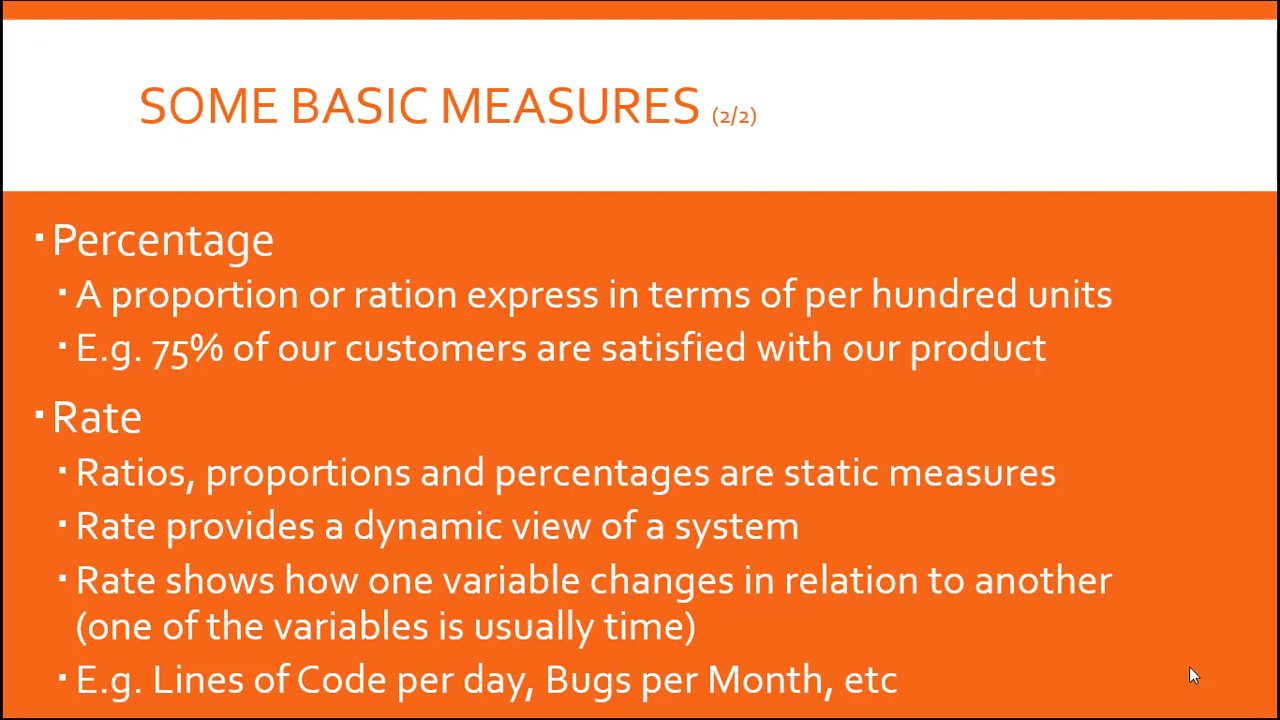 SOME BASIC MEASURES (2/2)
▪ Percentage
▪ A proportion or ration express in terms of per hundred units
▪ E.g. 75% of our customers are satisfied with our product
▪ Rate
▪ Ratios, proportions and percentages are static measures
▪ Rate provides a dynamic view of a system
▪ Rate shows how one variable changes in relation to another
(one of the variables is usually time)
▪ E.g. Lines of Code per day, Bugs per Month, etc